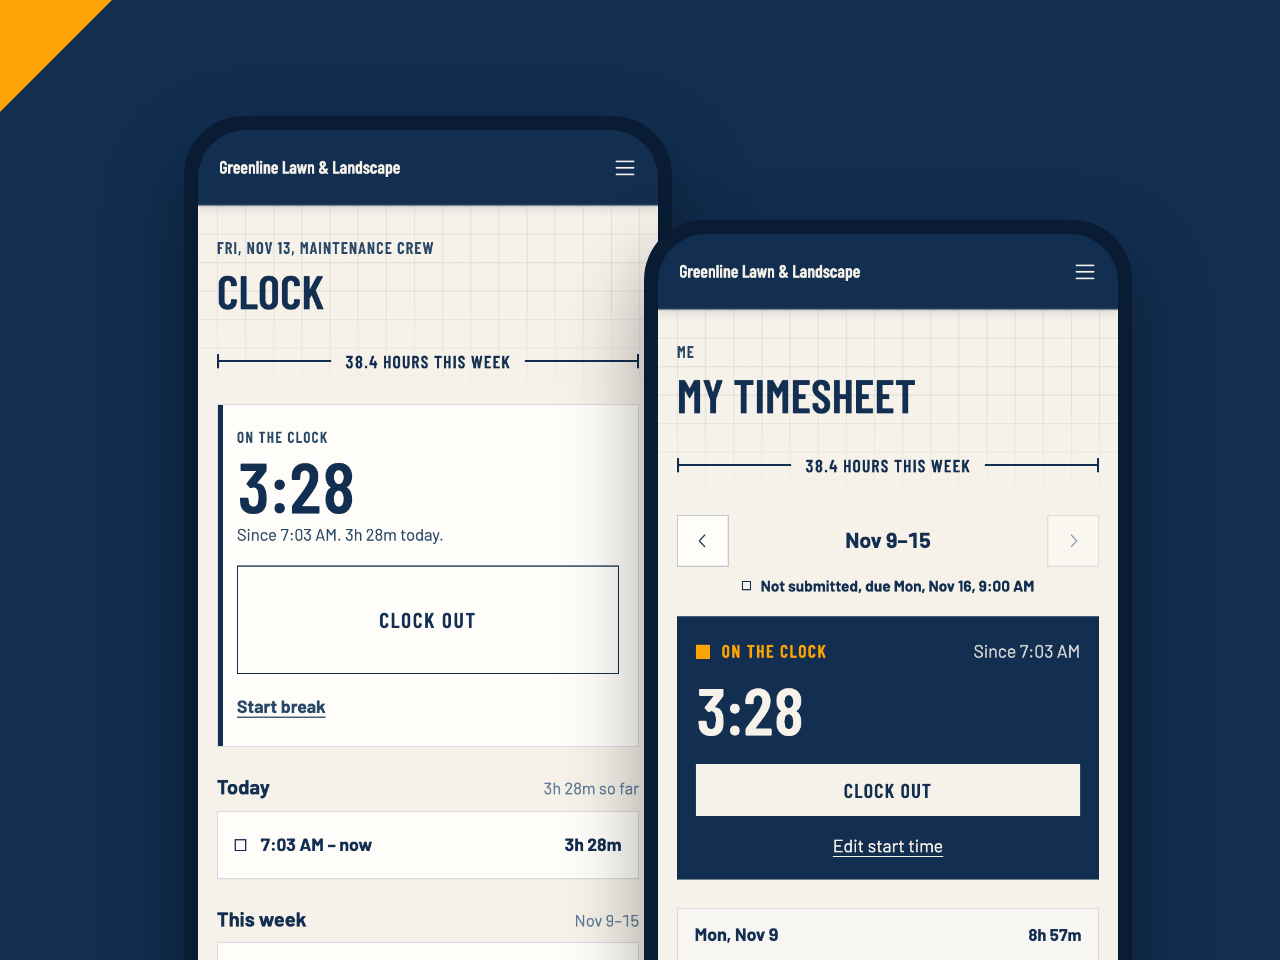 Greenline Lawn & Landscape
FRI, NOV 13, MAINTENANCE CREW
CLOCK
38.4 HOURS THIS WEEK
ON THE CLOCK
3:28
Since 7:03 AM. 3h 28m today.
CLOCK OUT
Start break
Today
3h 28m so far
7:03 AM – now
3h 28m
This week
Nov 9–15
Greenline Lawn & Landscape
ME
MY TIMESHEET
38.4 HOURS THIS WEEK
Nov 9–15
Not submitted, due Mon, Nov 16, 9:00 AM
ON THE CLOCK
Since 7:03 AM
3:28
CLOCK OUT
Edit start time
Mon, Nov 9
8h 57m